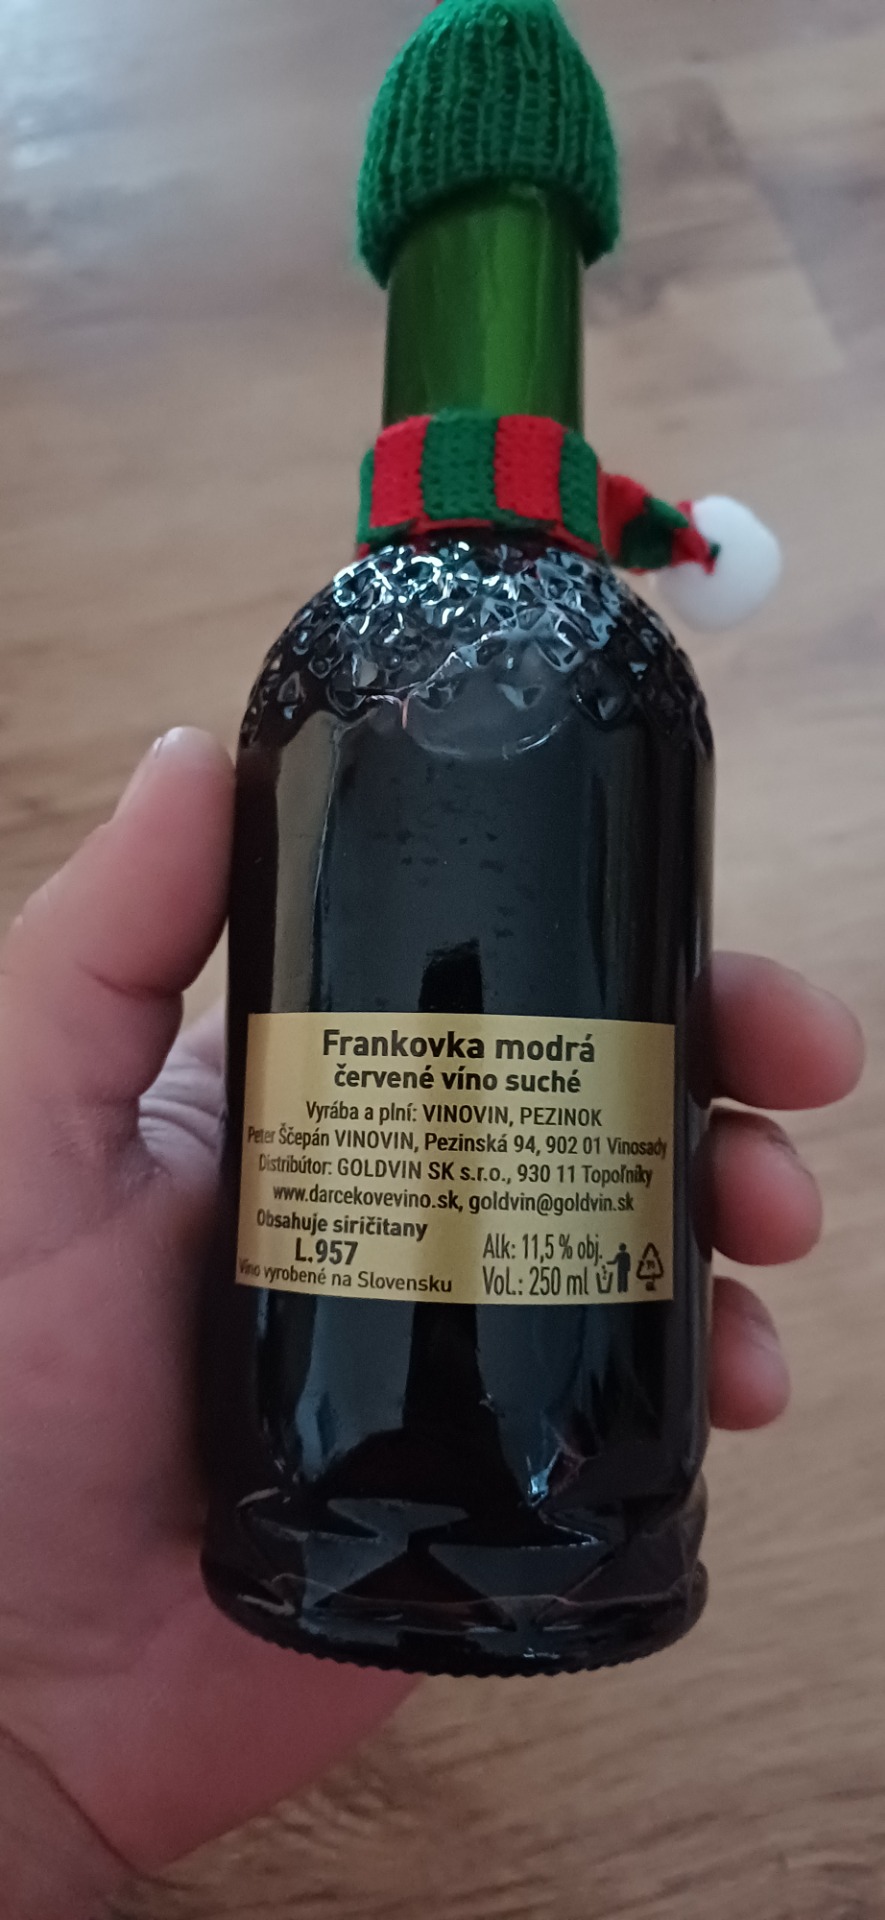 Frankovka modrá
červené víno suché
Vyrába a plní: VINOVIN, PEZINOK
Peter Ščepán VINOVIN, Pezinská 94, 902 01 Vinosady
Distribútor: GOLDVIN SK s.r.o., 930 11 Topoľníky
www.darcekovevino.sk, goldvin@goldvin.sk
Obsahuje siričitany
L.957
Víno vyrobené na Slovensku
Alk: 11,5 % obj.
Vol.: 250 ml